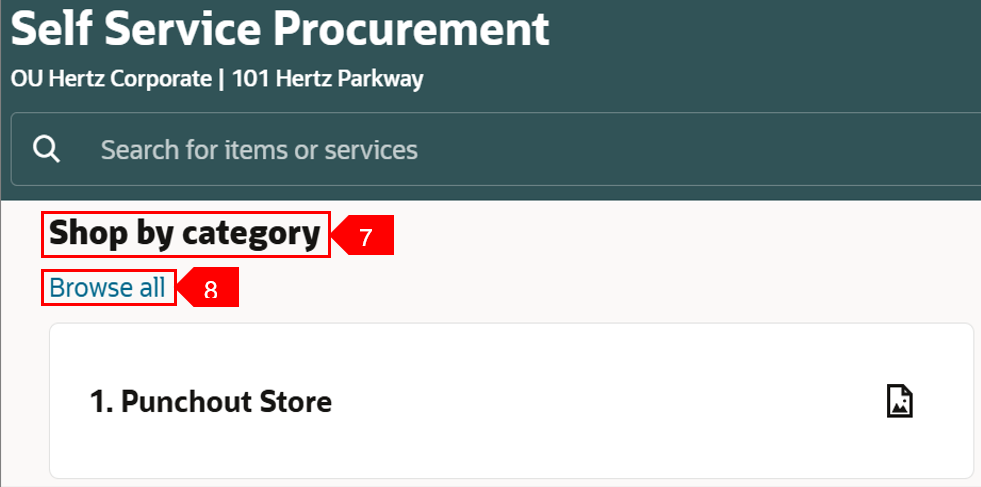 Self Service Procurement
OU Hertz Corporate | 101 Hertz Parkway
Search for items or services
Shop by category
7
Browse all
8
1. Punchout Store